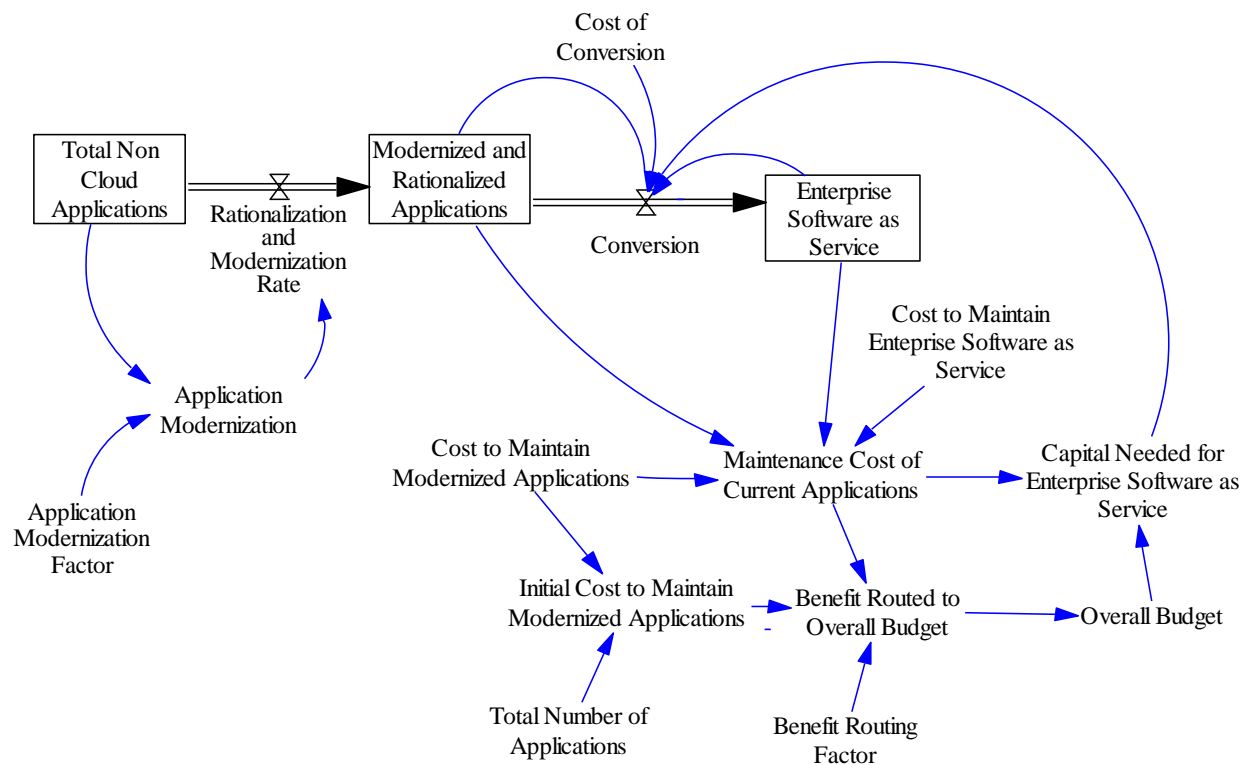 Cost of
Conversion
Total Non
Cloud
Applications
Modernized and
Rationalized
Applications
Enterprise
Software as
Service
Rationalization
and
Modernization
Rate
Conversion
Cost to Maintain
Enteprise Software as
Service
Application
Modernization
Application
Modernization
Factor
Cost to Maintain
Modernized Applications
Maintenance Cost of
Current Applications
Capital Needed for
Enterprise Software as
Service
Initial Cost to Maintain
Modernized Applications
Benefit Routed to
Overall Budget
Overall Budget
Total Number of
Applications
Benefit Routing
Factor